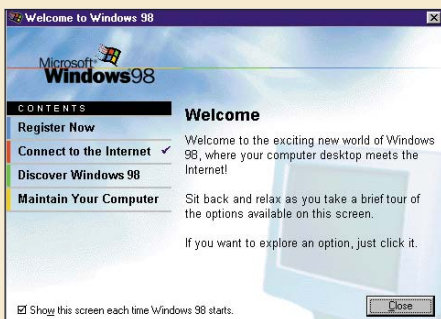 Welcome to Windows 98
Microsoft
Windows98
CONTENTS
Register Now
Connect to the Internet ✓
Discover Windows 98
Maintain Your Computer
Welcome
Welcome to the exciting new world of Windows
98, where your computer desktop meets the
Internet!
Sit back and relax as you take a brief tour of
the options available on this screen.
If you want to explore an option, just click it.
Show this screen each time Windows 98 starts.
Close